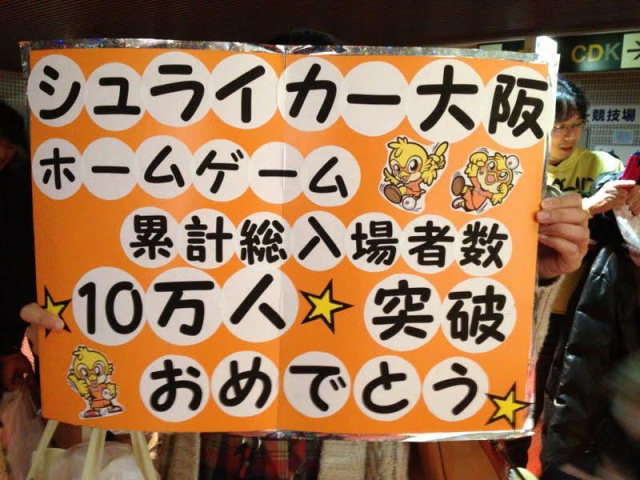 シュライカー大阪
ホームゲーム
累計総入場者数
10万人
突破
おめでとう
CDK→
競技場